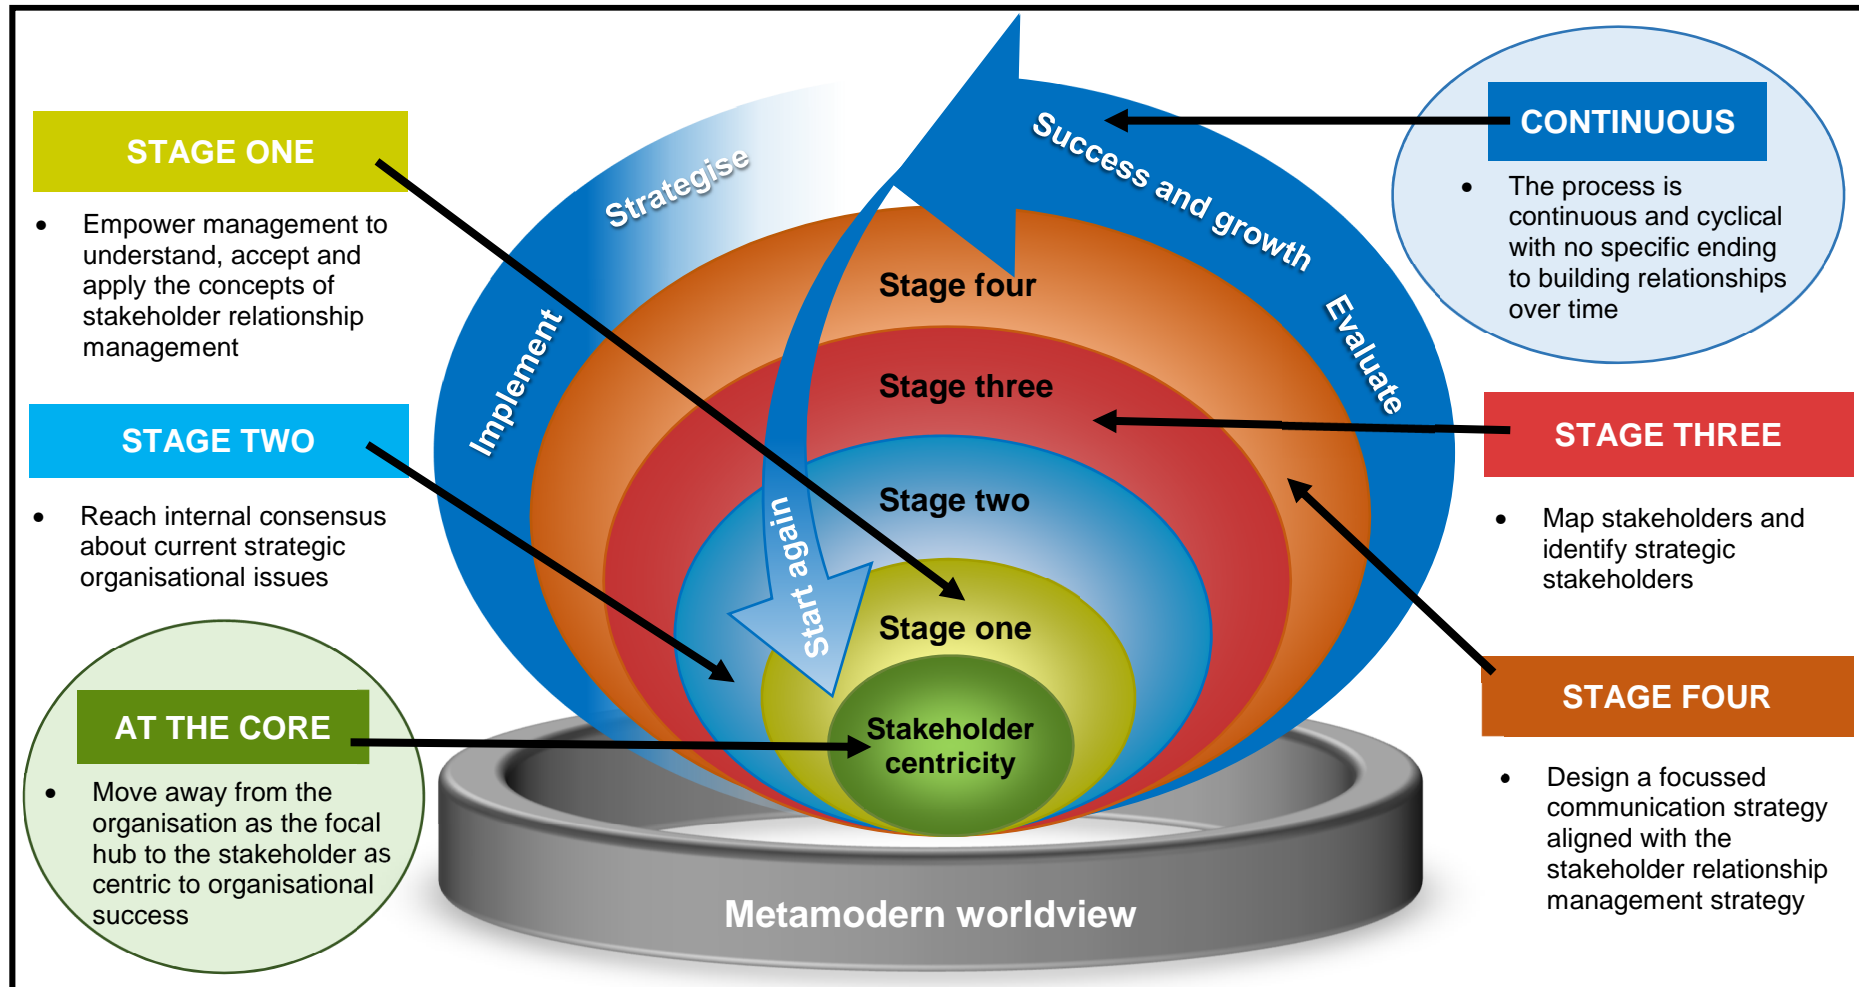 STAGE ONE
• Empower management to
understand, accept and
apply the concepts of
stakeholder relationship
management
STAGE TWO
• Reach internal consensus
about current strategic
organisational issues
AT THE CORE
• Move away from the
organisation as the focal
hub to the stakeholder as
centric to organisational
success
Strategise
Implement
Success and growth
Evaluate
Start again
Stage four
Stage three
Stage two
Stage one
Stakeholder
centricity
Metamodern worldview
CONTINUOUS
• The process is
continuous and cyclical
with no specific ending
to building relationships
over time
STAGE THREE
• Map stakeholders and
identify strategic
stakeholders
STAGE FOUR
• Design a focussed
communication strategy
aligned with the
stakeholder relationship
management strategy